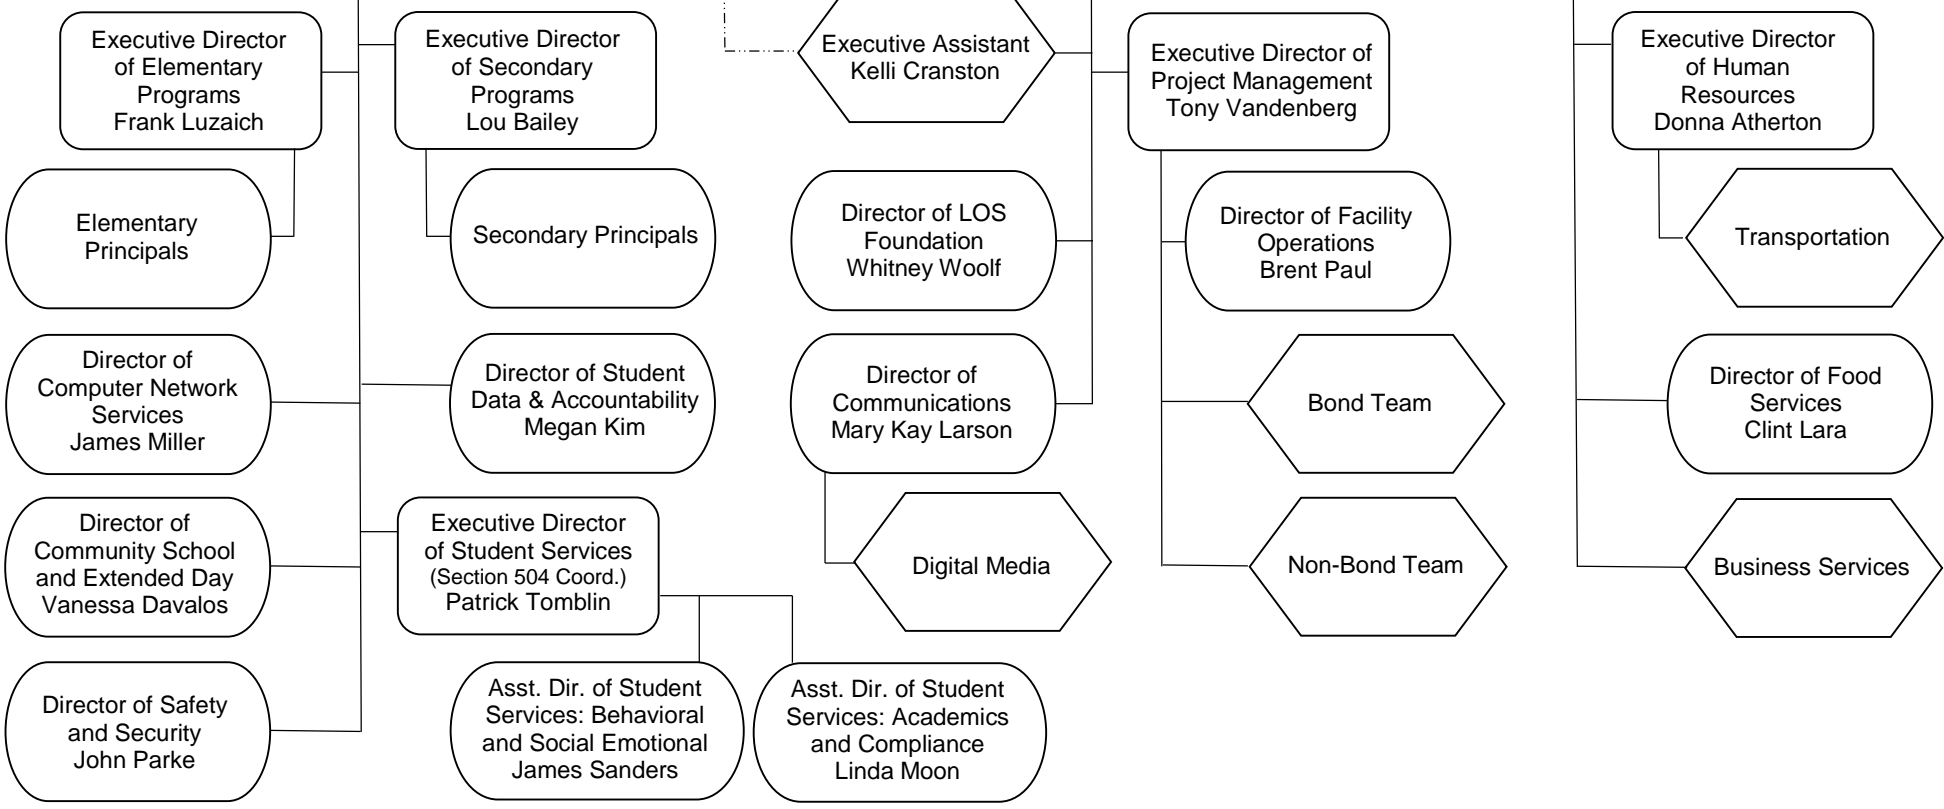 Executive Director
of Elementary
Programs
Frank Luzaich
Executive Director
of Secondary
Programs
Lou Bailey
Executive Assistant
Kelli Cranston
Executive Director of
Project Management
Tony Vandenberg
Executive Director
of Human
Resources
Donna Atherton
Elementary
Principals
Secondary Principals
Director of LOS
Foundation
Whitney Woolf
Director of Facility
Operations
Brent Paul
Transportation
Director of
Computer Network
Services
James Miller
Director of Student
Data & Accountability
Megan Kim
Director of
Communications
Mary Kay Larson
Bond Team
Director of Food
Services
Clint Lara
Director of
Community School
and Extended Day
Vanessa Davalos
Executive Director
of Student Services
(Section 504 Coord.)
Patrick Tomblin
Digital Media
Non-Bond Team
Business Services
Director of Safety
and Security
John Parke
Asst. Dir. of Student
Services: Behavioral
and Social Emotional
James Sanders
Asst. Dir. of Student
Services: Academics
and Compliance
Linda Moon